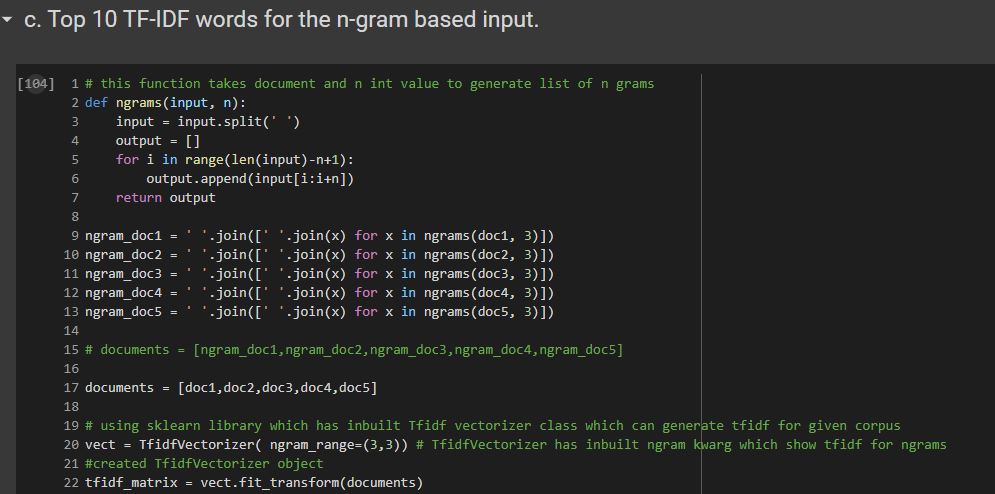 c. Top 10 TF-IDF words for the n-gram based input.
[104] 1 # this function takes document and n int value to generate list of n grams
2 def ngrams(input, n):
3     input = input.split(' ')
4     output = []
5     for i in range(len(input)-n+1):
6         output.append(input[i:i+n])
7     return output
8
9 ngram_doc1 = ' '.join([' '.join(x) for x in ngrams(doc1, 3)])
10 ngram_doc2 = ' '.join([' '.join(x) for x in ngrams(doc2, 3)])
11 ngram_doc3 = ' '.join([' '.join(x) for x in ngrams(doc3, 3)])
12 ngram_doc4 = ' '.join([' '.join(x) for x in ngrams(doc4, 3)])
13 ngram_doc5 = ' '.join([' '.join(x) for x in ngrams(doc5, 3)])
14
15 # documents = [ngram_doc1,ngram_doc2,ngram_doc3,ngram_doc4,ngram_doc5]
16
17 documents = [doc1,doc2,doc3,doc4,doc5]
18
19 # using sklearn library which has inbuilt Tfidf vectorizer class which can generate tfidf for given corpus
20 vect = TfidfVectorizer( ngram_range=(3,3)) # TfidfVectorizer has inbuilt ngram kwarg which show tfidf for ngrams
21 #created TfidfVectorizer object
22 tfidf_matrix = vect.fit_transform(documents)